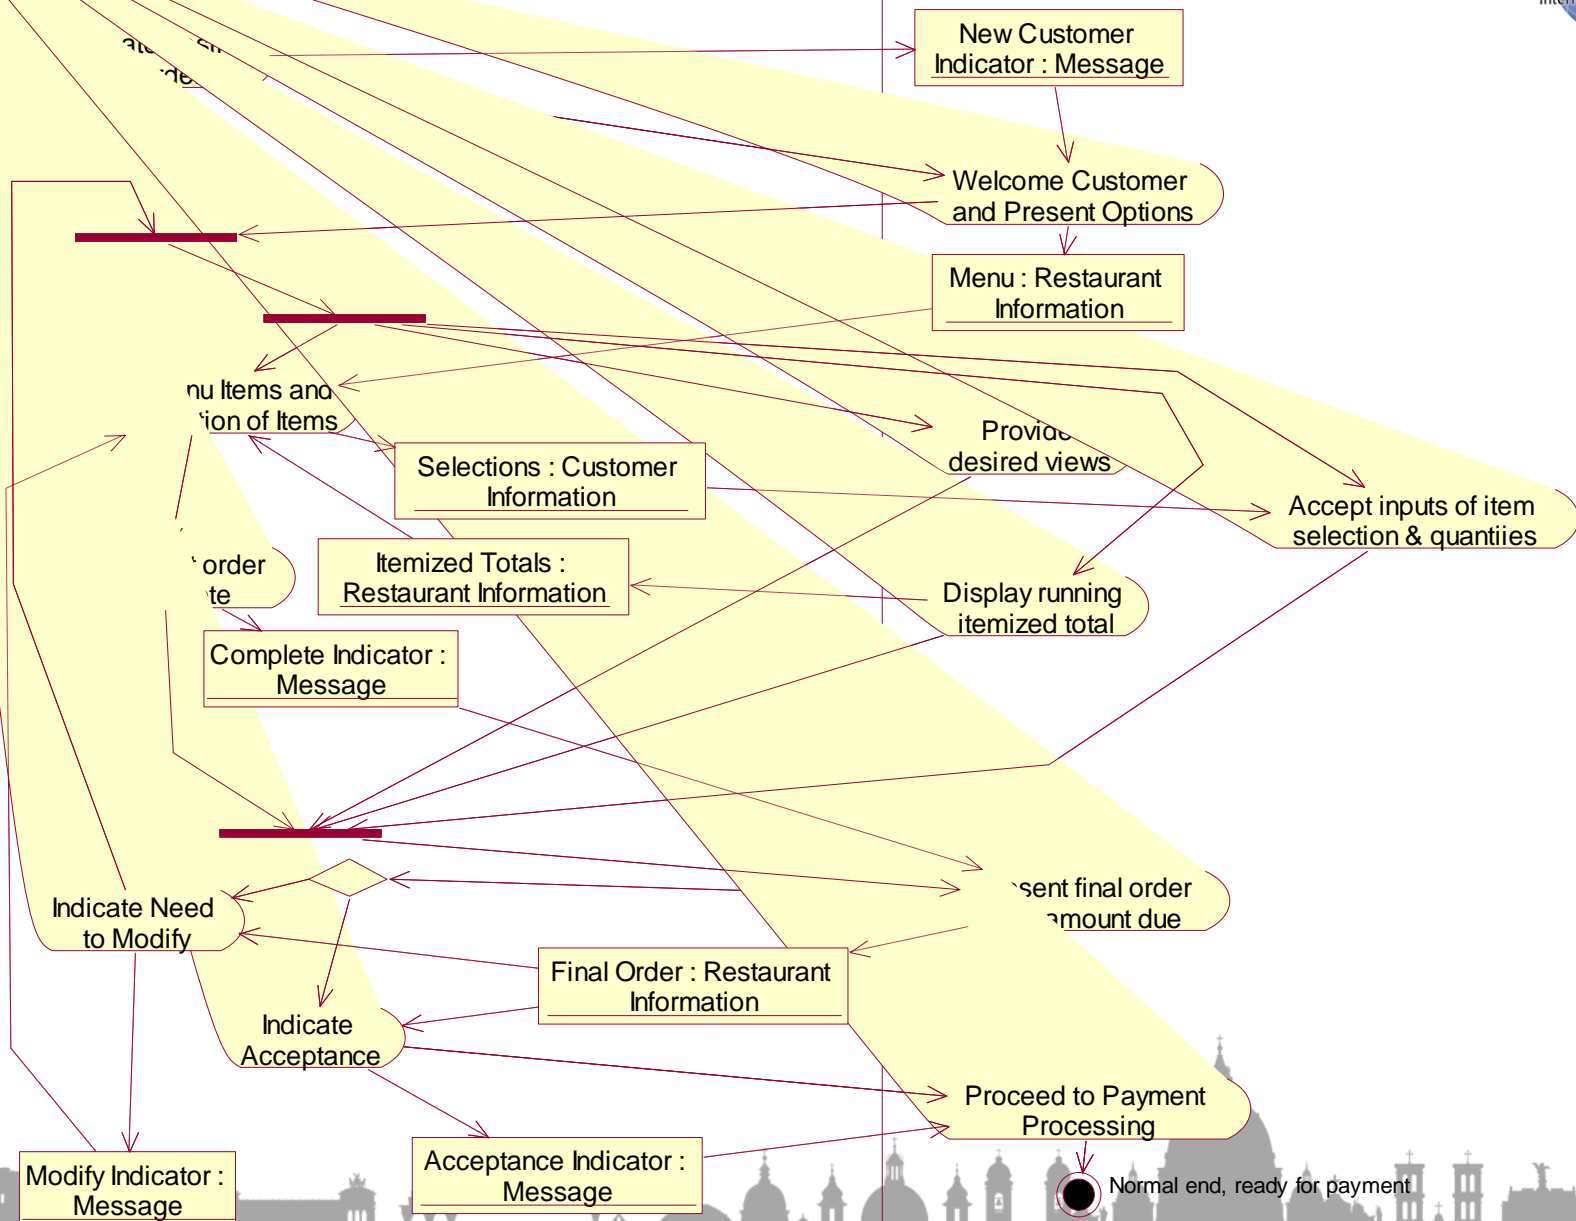 New Customer
Indicator : Message
Welcome Customer
and Present Options
Menu : Restaurant
Information
Items and
of Items
Selections : Customer
Information
desired views
Accept inputs of item
selection & quantiies
order
Itemized Totals :
Restaurant Information
Display running
itemized total
Complete Indicator :
Message
final order
amount due
Indicate Need
to Modify
Final Order : Restaurant
Information
Indicate
Acceptance
Proceed to Payment
Processing
Acceptance Indicator :
Message
Modify Indicator :
Message
Normal end, ready for payment